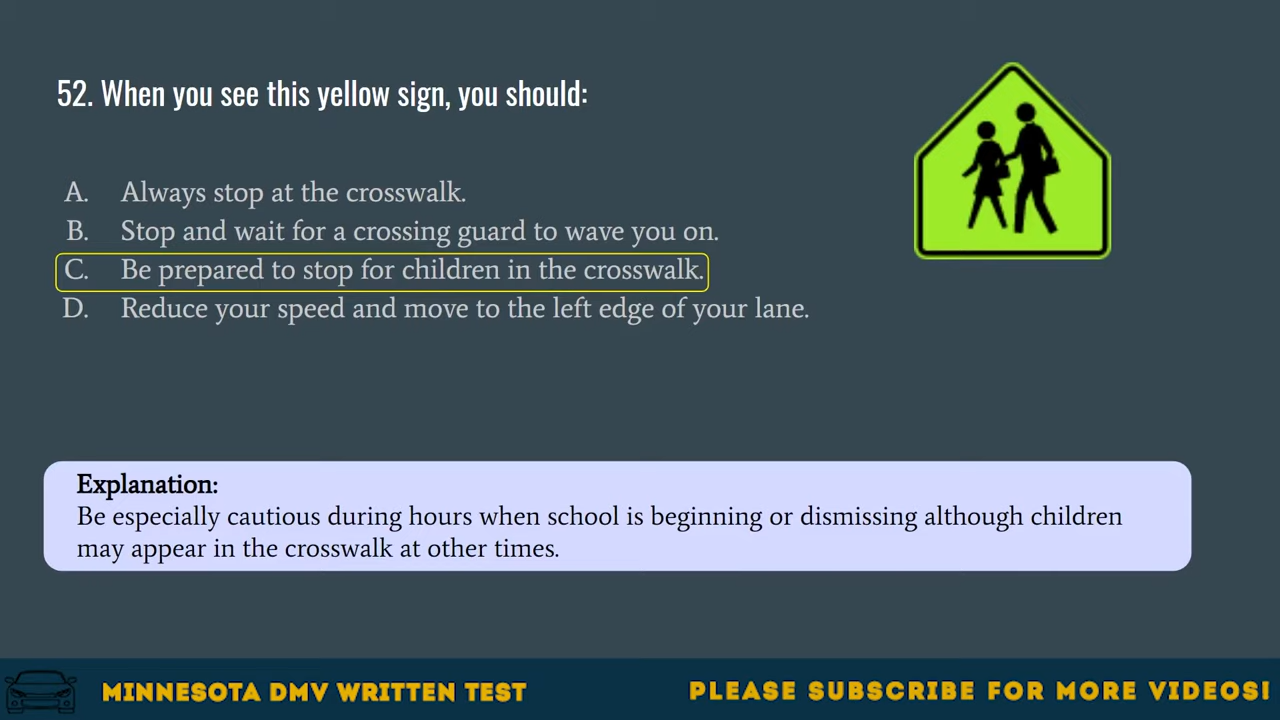 52. When you see this yellow sign, you should:
A. Always stop at the crosswalk.
B. Stop and wait for a crossing guard to wave you on.
C. Be prepared to stop for children in the crosswalk.
D. Reduce your speed and move to the left edge of your lane.
Explanation:
Be especially cautious during hours when school is beginning or dismissing although children
may appear in the crosswalk at other times.
MINNESOTA DMV WRITTEN TEST
PLEASE SUBSCRIBE FOR MORE VIDEOS!